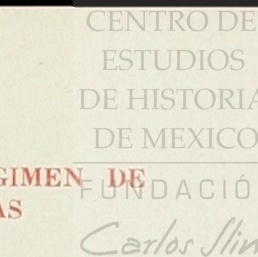 CENTRO DE
ESTUDIOS
DE HISTORIA
DE MEXICO
GIMEN DE
AS
FUNDACIÓ
Carlos Slim